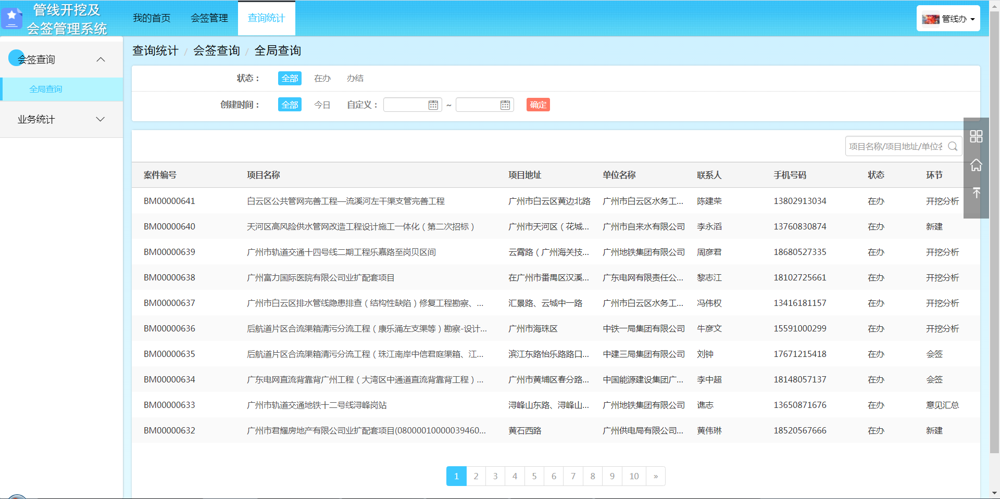 管线开挖及
会签管理系统
我的首页 会签管理 查询统计
管线办
会签查询
全局查询
业务统计
查询统计 / 会签查询 / 全局查询
状态： 全部 在办 办结
创建时间： 全部 今日 自定义： ~ 确定
项目名称/项目地址/单位名
案件编号 项目名称 项目地址 单位名称 联系人 手机号码 状态 环节
BM00000641 白云区公共管网完善工程—流溪河左干渠支管完善工程 广州市白云区黄边北路 广州市白云区水务工... 陈建荣 13802913034 在办 开挖分析
BM00000640 天河区高风险供水管网改造工程设计施工一体化（第二次招标） 广州市天河区（花城... 广州市自来水有限公司 李永滔 13760830874 在办 新建
BM00000639 广州市轨道交通十四号线二期工程乐嘉路至岗贝区间 云霄路（广州海关技... 广州地铁集团有限公司 周彦君 18680527335 在办 开挖分析
BM00000638 广州富力国际医院有限公司业扩配套项目 在广州市番禺区汉溪... 广东电网有限责任公... 黎志江 18102725661 在办 开挖分析
BM00000637 广州市白云区排水管线隐患排查（结构性缺陷）修复工程勘察、... 汇景路、云城中一路 广州市白云区水务工... 冯伟权 13416181157 在办 开挖分析
BM00000636 后航道片区合流渠箱清污分流工程（康乐涌左支渠等）勘察-设计... 广州市海珠区 中铁一局集团有限公司 牛彦文 15591000299 在办 开挖分析
BM00000635 后航道片区合流渠箱清污分流工程（珠江南岸中信君庭渠箱、江... 滨江东路怡乐路路口... 中建三局集团有限公司 刘钟 17671215418 在办 会签
BM00000634 广东电网直流背靠背广州工程（大湾区中通道直流背靠背工程）... 广州市黄埔区春分路... 中国能源建设集团广... 李中超 18148057137 在办 会签
BM00000633 广州市轨道交通地铁十二号线浔峰岗站 浔峰山东路、浔峰山... 广州地铁集团有限公司 谯志 13650871676 在办 意见汇总
BM00000632 广州市君耀房地产有限公司业扩配套项目(08000010000039460... 黄石西路 广州供电局有限公司... 黄伟琳 18520567666 在办 新建
1 2 3 4 5 6 7 8 9 10 »